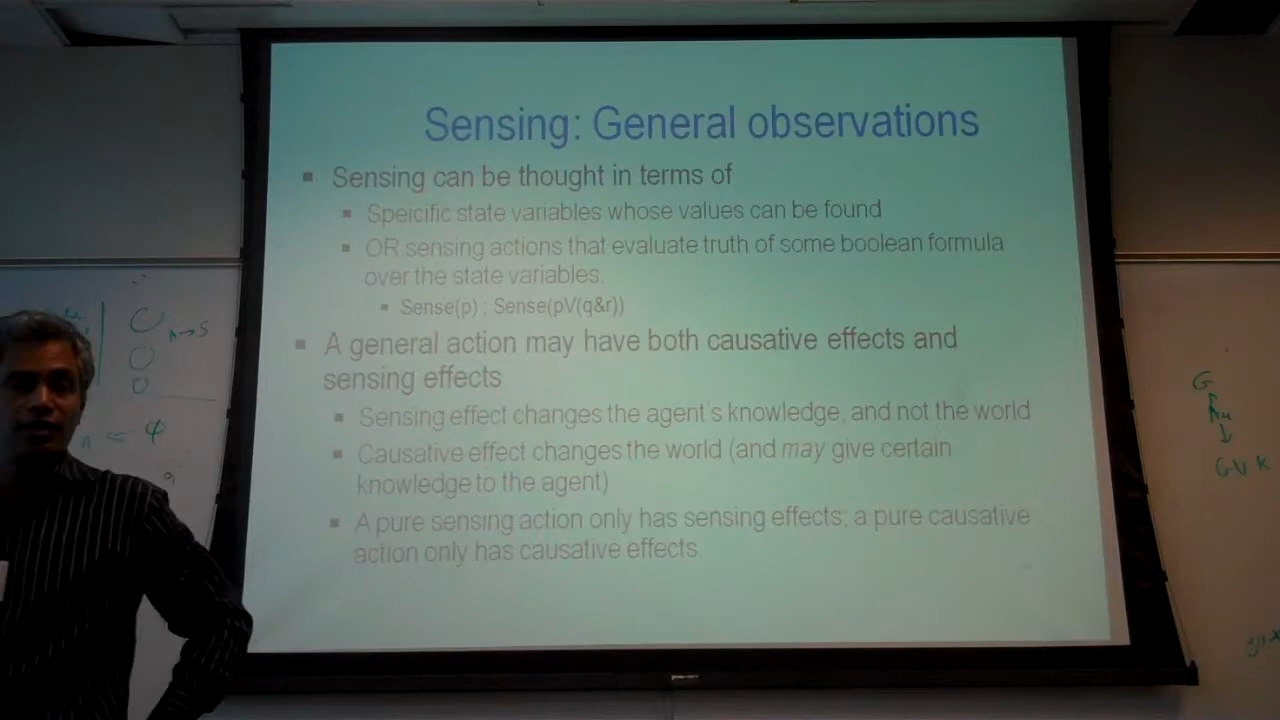 Sensing: General observations
Sensing can be thought in terms of
Speicific state variables whose values can be found
OR sensing actions that evaluate truth of some boolean formula
over the state variables.
Sense(p) ; Sense(pV(q&r))
A general action may have both causative effects and
sensing effects
Sensing effect changes the agent's knowledge, and not the world
Causative effect changes the world (and may give certain
knowledge to the agent)
A pure sensing action only has sensing effects; a pure causative
action only has causative effects.
A→S
G
GVK